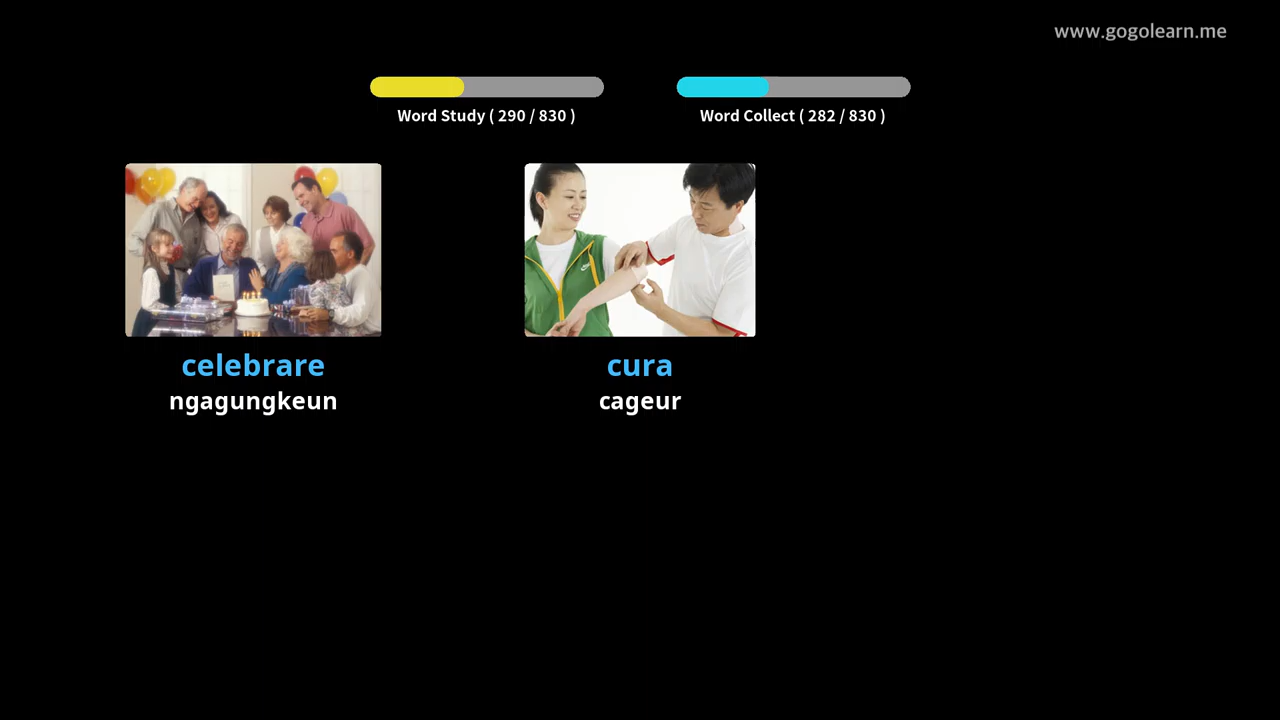 www.gogolearn.me
Word Study ( 290 / 830 )
Word Collect ( 282 / 830 )
celebrare
ngagungkeun
cura
cageur